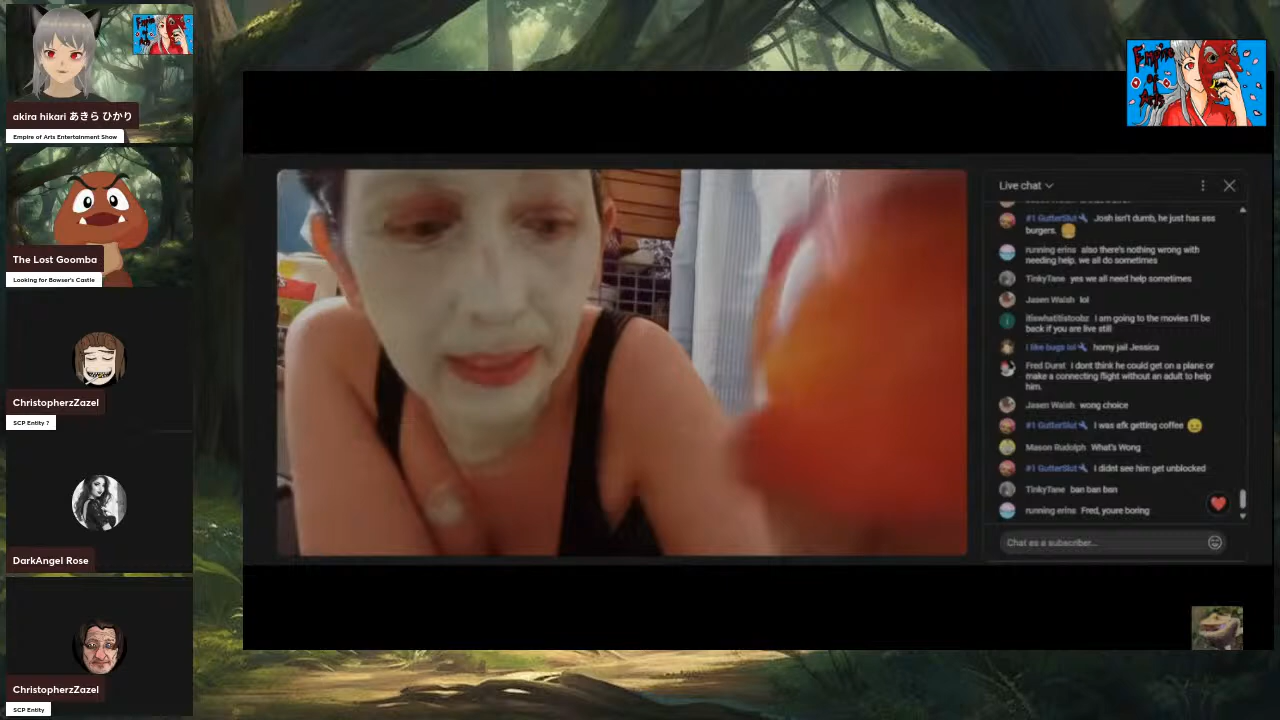 akira hikari あきら ひかり
Empire of Arts Entertainment Show
The Lost Goomba
Looking for Bowser's Castle
ChristopherzZazel
SCP Entity ?
DarkAngel Rose
ChristopherzZazel
SCP Entity
Empire
of
Arts
Live chat
#1 GutterSlut Josh isn't dumb, he just has ess
burgers.
running erins also there's nothing wrong with
needing help. we all do sometimes
TinkyTane yes we all need help sometimes
Jasen Walsh lol
itiswhatitistoobz I am going to the movies I'll be
back if you are live still
I like bugs lol horny jail Jessica
Fred Durst I dont think he could get on a plane or
make a connecting flight without an adult to help
him.
Jasen Walsh wong choice
#1 GutterSlut I was afk getting coffee
Mason Rudolph What's Wong
#1 GutterSlut I didnt see him get unblocked
TinkyTane ban ban ban
running erins Fred, youre boring
Chat as a subscriber...